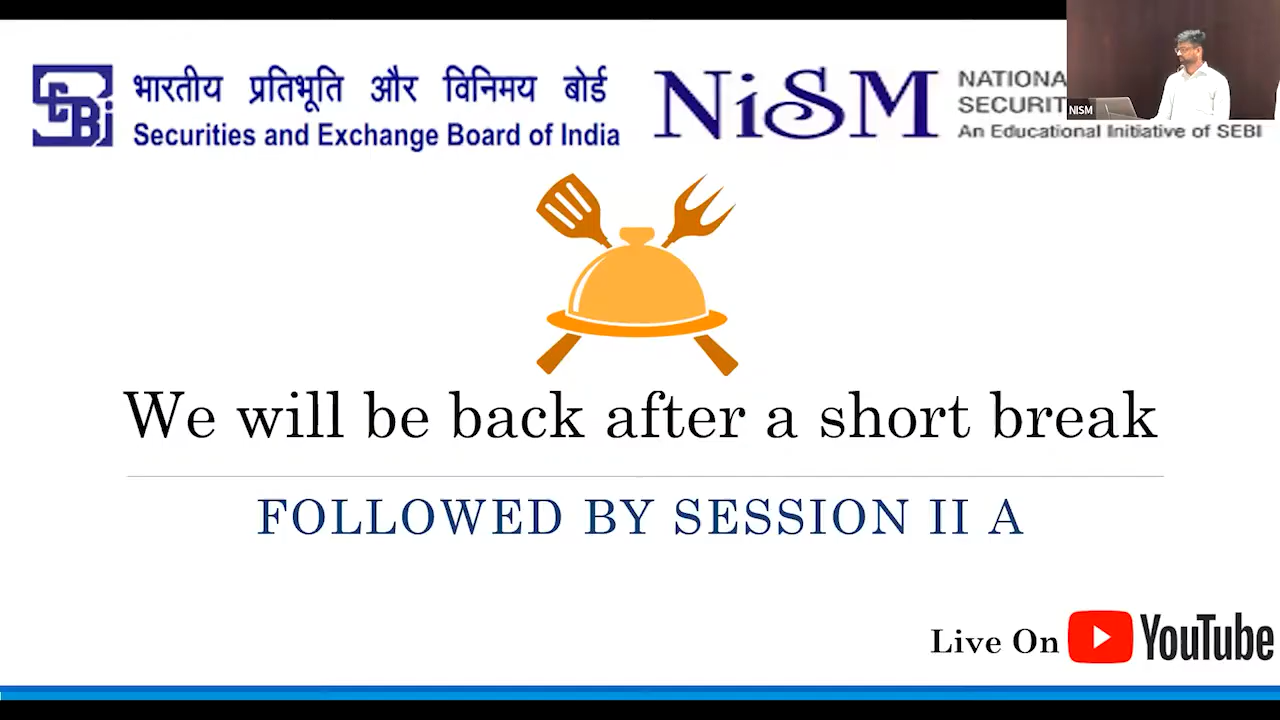 SEBI
भारतीय प्रतिभूति और विनिमय बोर्ड
Securities and Exchange Board of India
NiSM
NATIONA
SECURIT
An Educational Initiative of SEBI
NISM
We will be back after a short break
FOLLOWED BY SESSION II A
Live On YouTube